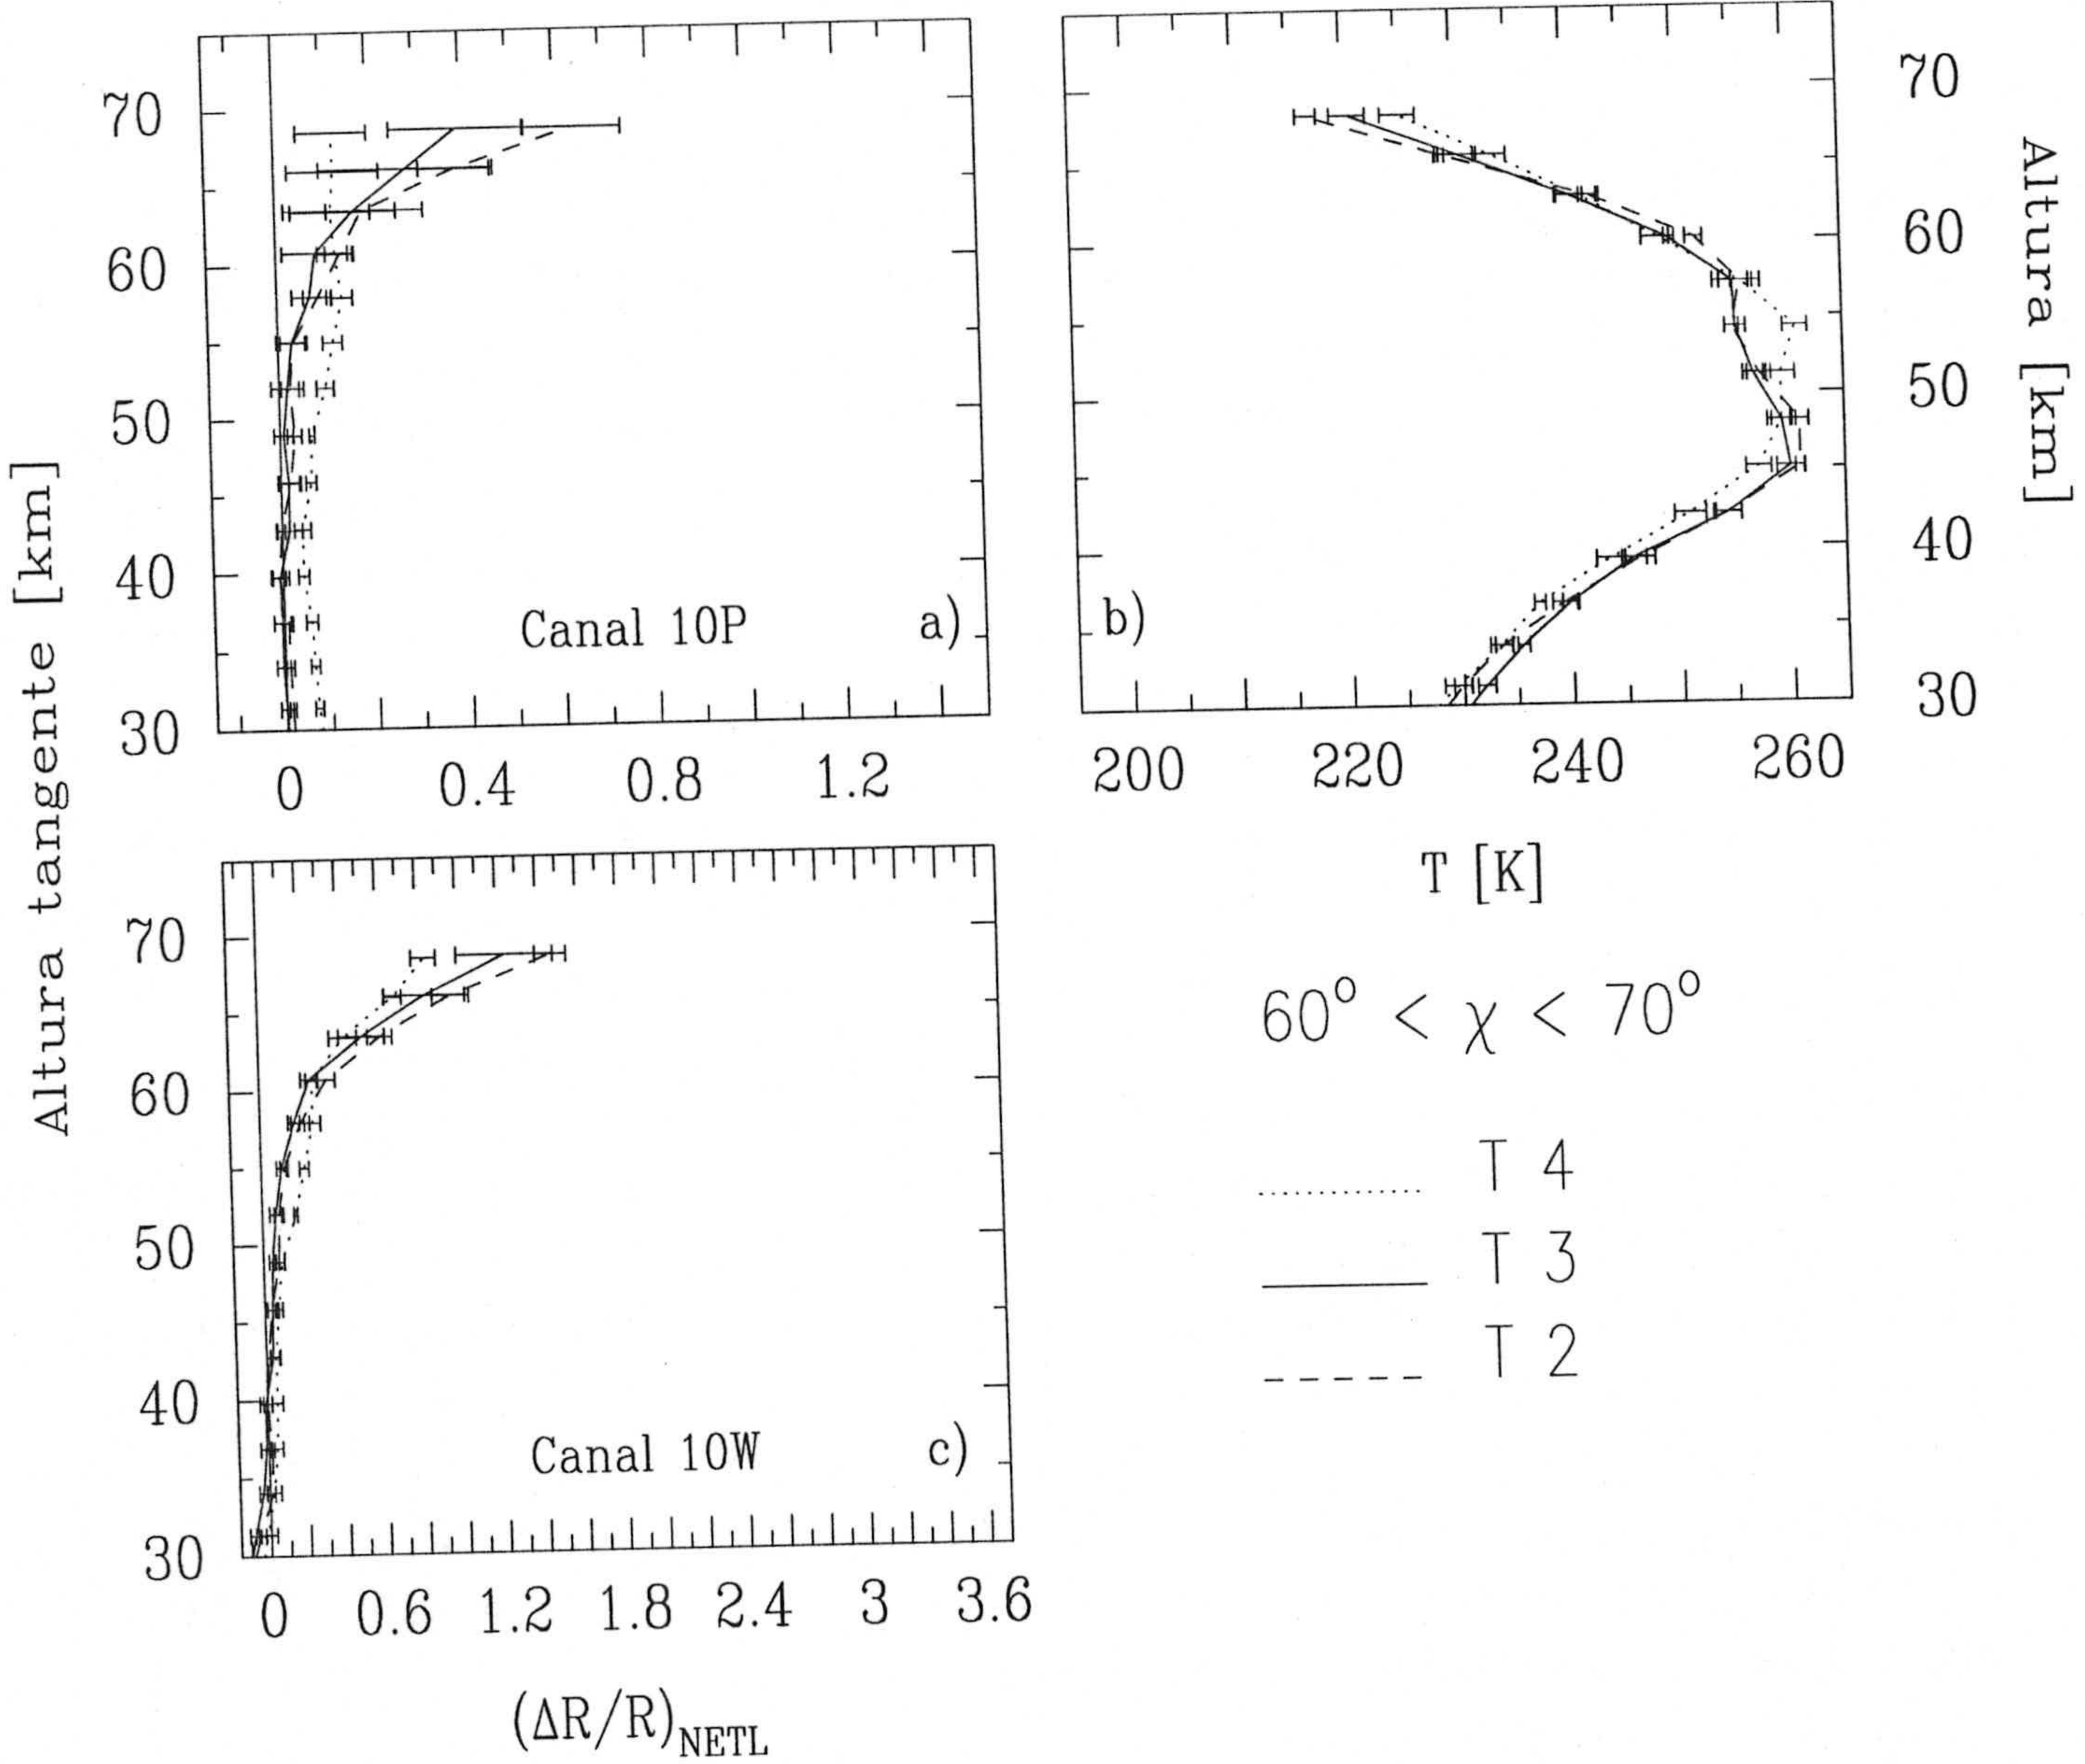 Altura tangente [km]
70
60
50
40
30
Canal 10P
a)
0 0.4 0.8 1.2
b)
70
60
50
40
30
Altura [km]
200 220 240 260
T [K]
70
60
50
40
30
Canal 10W
c)
0 0.6 1.2 1.8 2.4 3 3.6
(ΔR/R)NETL
60° < χ < 70°
T 4
T 3
T 2